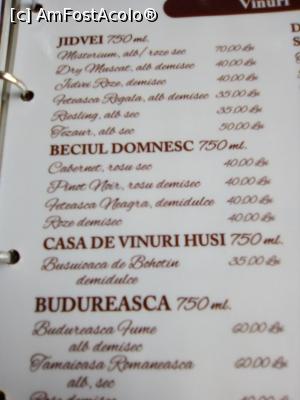 [c] AmFostAcolo®
Vinuri
JIDVEI 750 ml.
Misterium, alb/roze sec 70.00 Lei
Dry Muscat, alb demisec 40.00 Lei
Jidvei Roze, demisec 40.00 Lei
Feteasca Regala, alb demisec 35.00 Lei
Riesling, alb sec 35.00 Lei
Tezaur, alb sec 50.00 Lei
BECIUL DOMNESC 750 ml.
Cabernet, rosu sec 40.00 Lei
Pinot Noir, rosu demisec 40.00 Lei
Feteasca Neagra, demidulce 40.00 Lei
Roze demisec 40.00 Lei
CASA DE VINURI HUSI 750 ml.
Busuioaca de Bohotin 35.00 Lei
demidulce
BUDUREASCA 750 ml.
Budureasca Fume 60.00 Lei
alb demisec
Tamaioasa Romaneasca 60.00 Lei
alb, sec